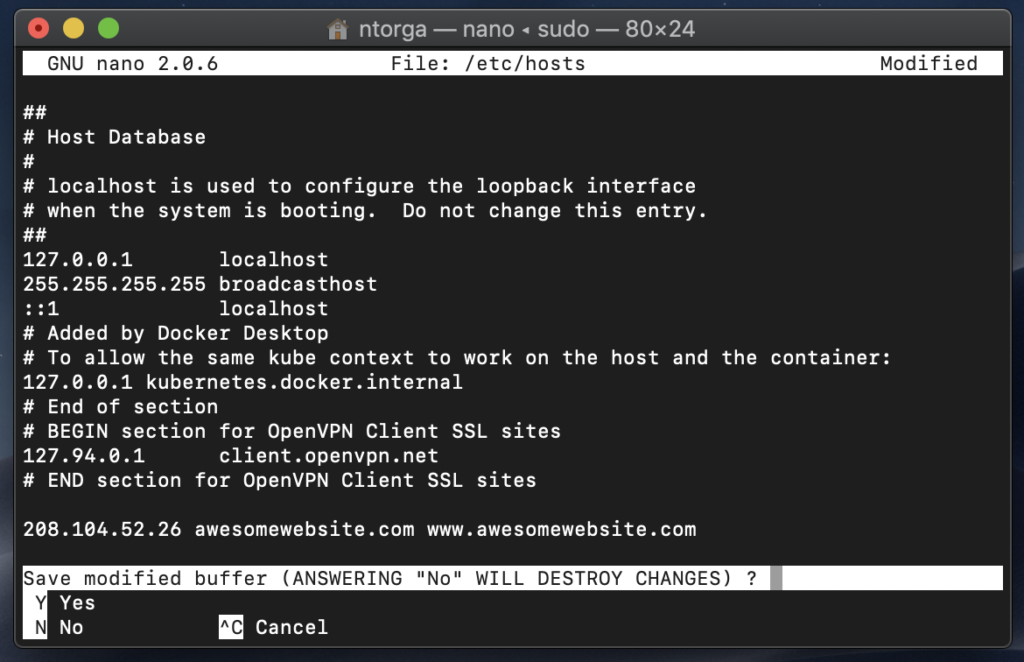 ntorga — nano ◂ sudo — 80×24
GNU nano 2.0.6 File: /etc/hosts Modified
##
# Host Database
#
# localhost is used to configure the loopback interface
# when the system is booting.  Do not change this entry.
##
127.0.0.1       localhost
255.255.255.255 broadcasthost
::1             localhost
# Added by Docker Desktop
# To allow the same kube context to work on the host and the container:
127.0.0.1 kubernetes.docker.internal
# End of section
# BEGIN section for OpenVPN Client SSL sites
127.94.0.1      client.openvpn.net
# END section for OpenVPN Client SSL sites
208.104.52.26 awesomewebsite.com www.awesomewebsite.com
Save modified buffer (ANSWERING "No" WILL DESTROY CHANGES) ?
Y Yes
N No            ^C Cancel